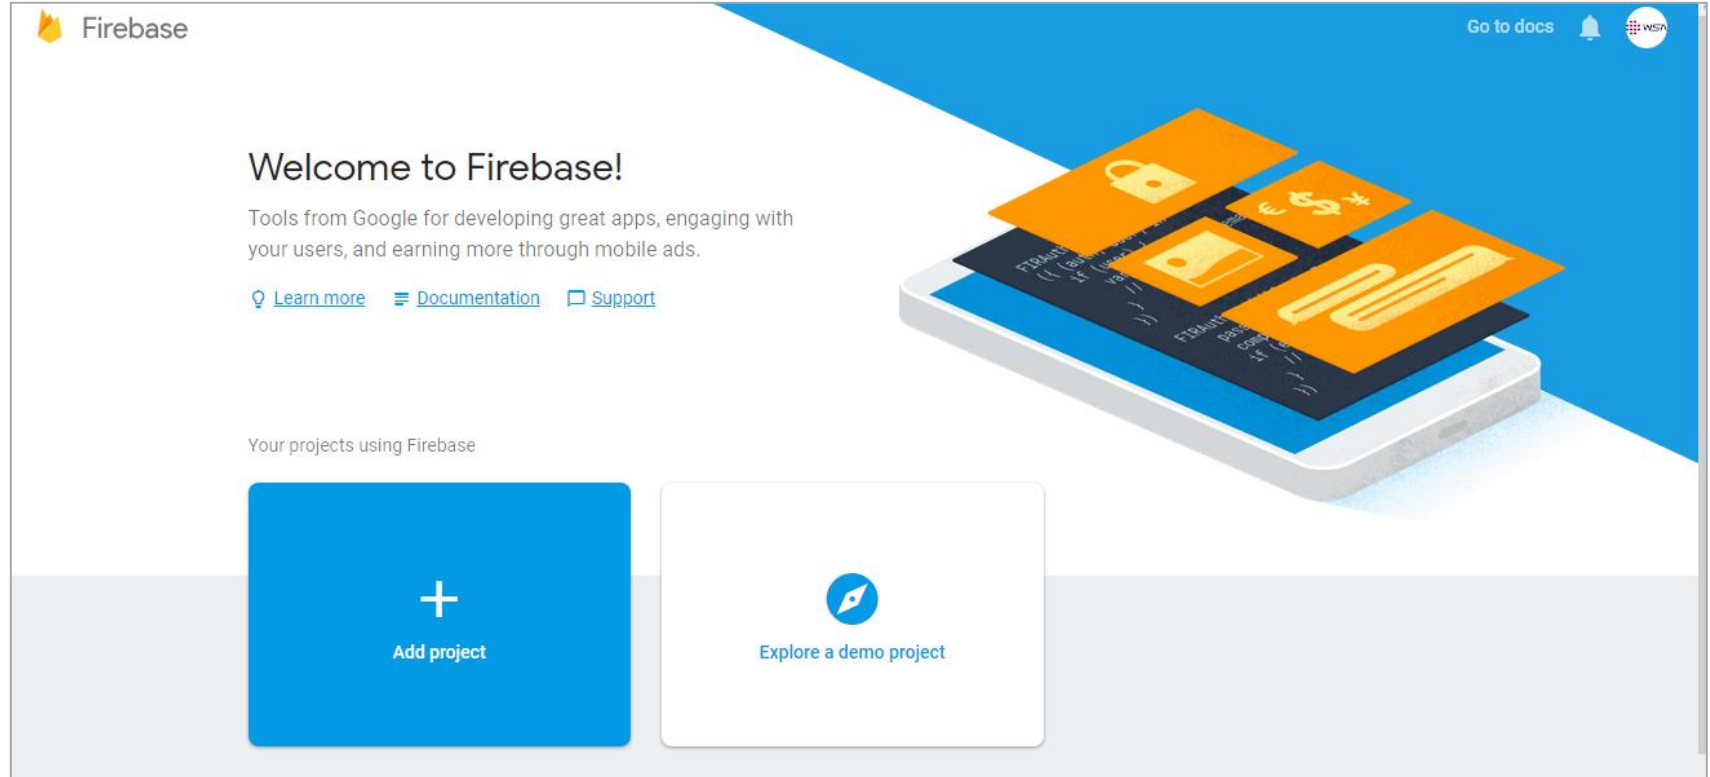 Firebase
Go to docs
WSA
Welcome to Firebase!
Tools from Google for developing great apps, engaging with
your users, and earning more through mobile ads.
Learn more
Documentation
Support
Your projects using Firebase
Add project
Explore a demo project